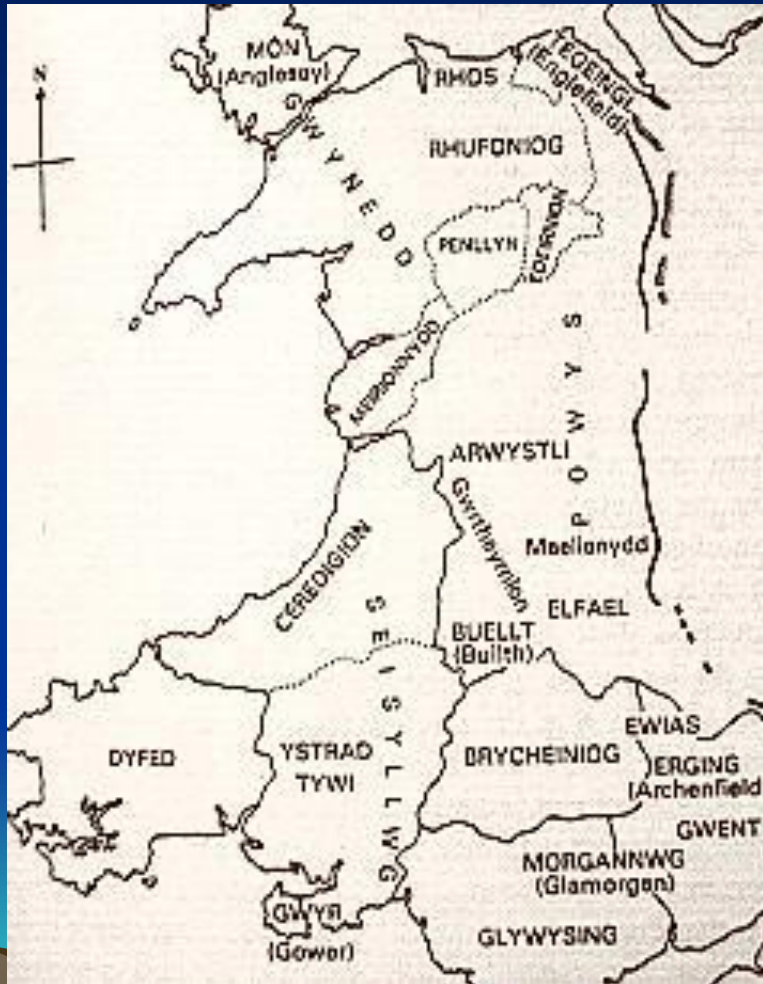 MÔN
(Anglesey)
N
RHOS
TEGEINGL
(Englefield)
GWYNEDD
RHUFONIOG
PENLLYN
EDEIRNION
MEIRIONNYDD
POWYS
ARWYSTLI
Gwrtheyrnion
Maelionydd
CEREDIGION
ELFAEL
BUELLT
(Builth)
SEISYLLWG
EWIAS
DYFED
YSTRAD
TYWI
BRYCHEINIOG
ERGING
(Archenfield
GWENT
MORGANNWG
(Glamorgan)
GWYR
(Gower)
GLYWYSING